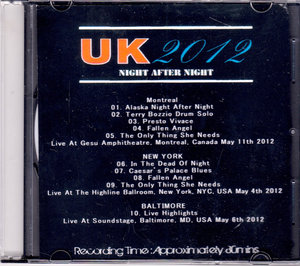 UK 2012
NIGHT AFTER NIGHT
Montreal
01. Alaska Night After Night
02. Terry Bozzio Drum Solo
03. Presto Vivace
04. Fallen Angel
05. The Only Thing She Needs
Live At Gesu Amphitheatre, Montreal, Canada May 11th 2012
NEW YORK
06. In The Dead Of Night
07. Caesar's Palace Blues
08. Fallen Angel
09. The Only Thing She Needs
Live At The Highline Ballroom, New York, NYC, USA May 4th 2012
BALTIMORE
10. Live Highlights
Live At Soundstage, Baltimore, MD, USA May 6th 2012
Recording Time : Approximately